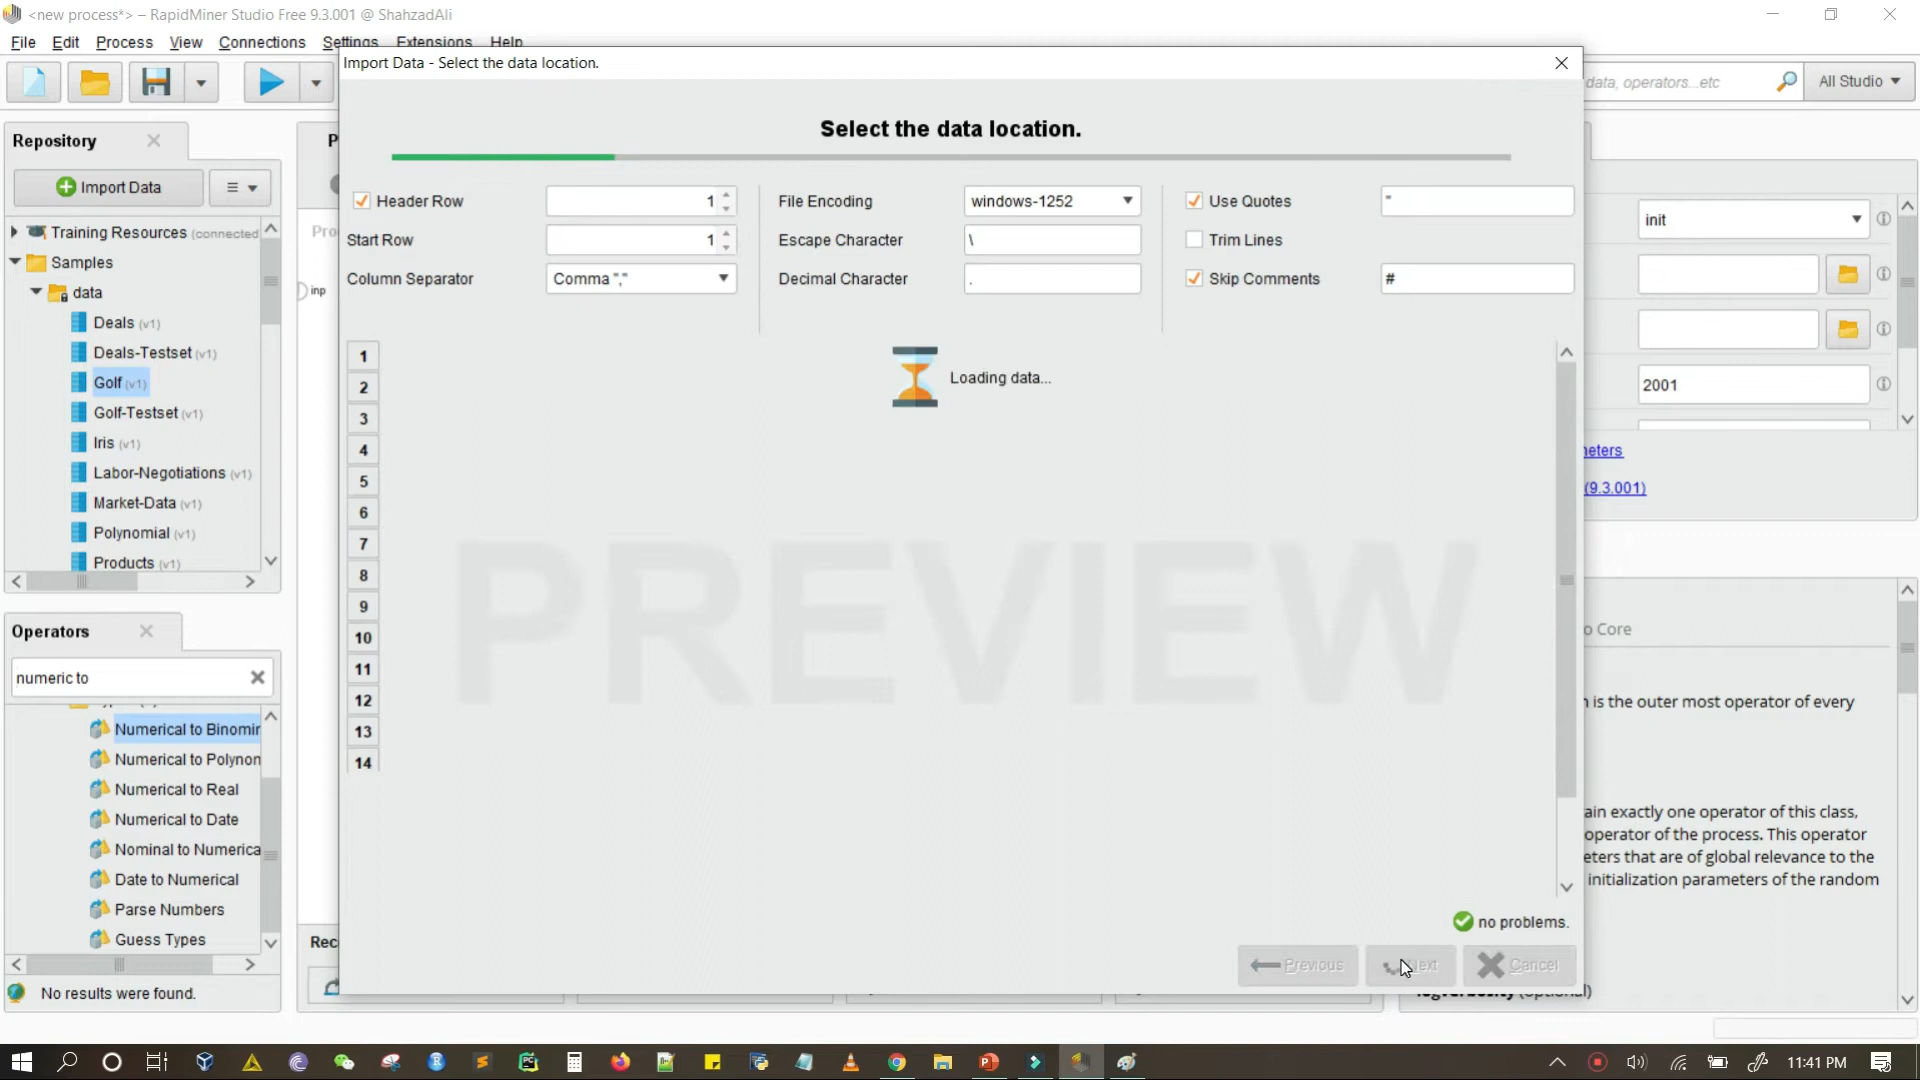 <new process*> – RapidMiner Studio Free 9.3.001 @ ShahzadAli
File Edit Process View Connections Settings Extensions Help
Import Data - Select the data location.
data, operators...etc
All Studio
Select the data location.
Repository
Import Data
Training Resources (connected
Samples
data
Deals (v1)
Deals-Testset (v1)
Golf (v1)
Golf-Testset (v1)
Iris (v1)
Labor-Negotiations (v1)
Market-Data (v1)
Polynomial (v1)
Products (v1)
Operators
numeric to
Numerical to Binomin
Numerical to Polynon
Numerical to Real
Numerical to Date
Nominal to Numerica
Date to Numerical
Parse Numbers
Guess Types
No results were found.
P
Pro
inp
Rec
Header Row 1
Start Row 1
Column Separator Comma ","
File Encoding windows-1252
Escape Character \
Decimal Character .
Use Quotes "
Trim Lines
Skip Comments #
Loading data...
1
2
3
4
5
6
7
8
9
10
11
12
13
14
PREVIEW
no problems.
Previous Next Cancel
init
2001
neters
(9.3.001)
o Core
n is the outer most operator of every
ain exactly one operator of this class,
operator of the process. This operator
eters that are of global relevance to the
initialization parameters of the random
11:41 PM